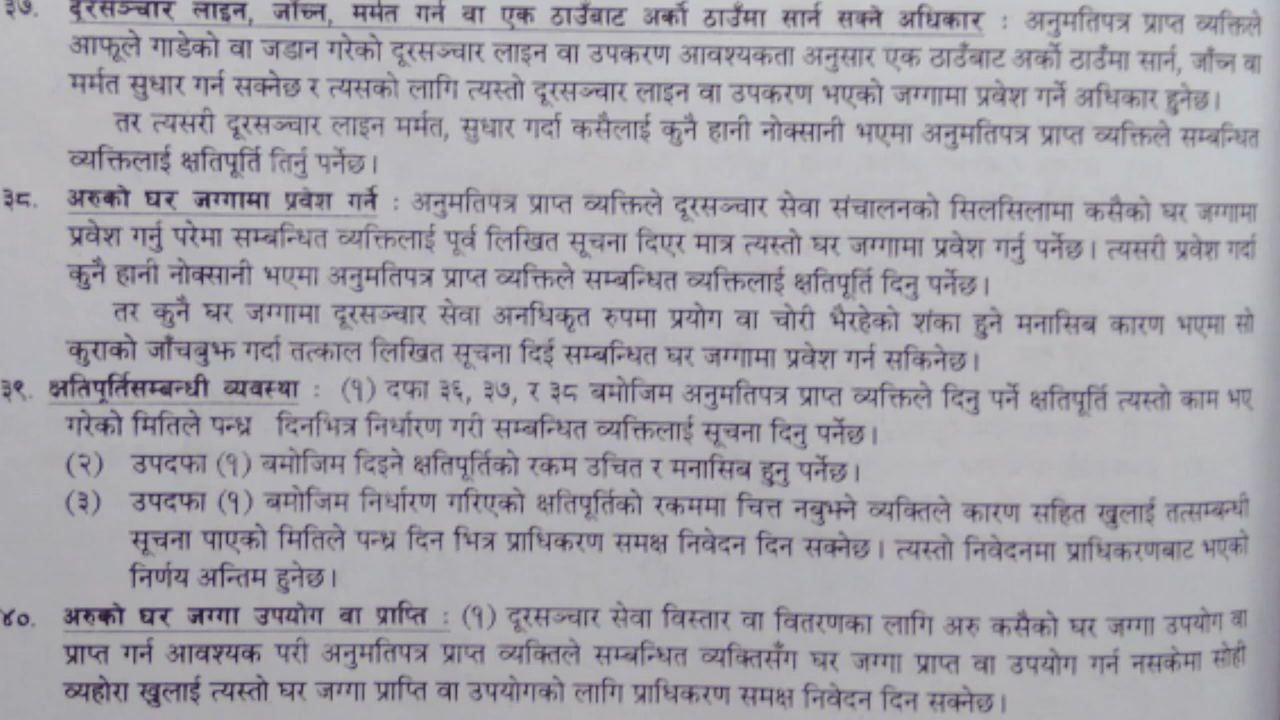 ३७. दूरसञ्चार लाइन, जाँच्न, मर्मत गर्न वा एक ठाउँबाट अर्को ठाउँमा सार्न सक्ने अधिकार : अनुमतिपत्र प्राप्त व्यक्तिले
आफूले गाडेको वा जडान गरेको दूरसञ्चार लाइन वा उपकरण आवश्यकता अनुसार एक ठाउँबाट अर्को ठाउँमा सार्न, जाँच्न वा
मर्मत सुधार गर्न सक्नेछ र त्यसको लागि त्यस्तो दूरसञ्चार लाइन वा उपकरण भएको जग्गामा प्रवेश गर्ने अधिकार हुनेछ।
तर त्यसरी दूरसञ्चार लाइन मर्मत, सुधार गर्दा कसैलाई कुनै हानी नोक्सानी भएमा अनुमतिपत्र प्राप्त व्यक्तिले सम्बन्धित
व्यक्तिलाई क्षतिपूर्ति तिर्नु पर्नेछ।
३८. अरुको घर जग्गामा प्रवेश गर्ने : अनुमतिपत्र प्राप्त व्यक्तिले दूरसञ्चार सेवा संचालनको सिलसिलामा कसैको घर जग्गामा
प्रवेश गर्नु परेमा सम्बन्धित व्यक्तिलाई पूर्व लिखित सूचना दिएर मात्र त्यस्तो घर जग्गामा प्रवेश गर्नु पर्नेछ। त्यसरी प्रवेश गर्दा
कुनै हानी नोक्सानी भएमा अनुमतिपत्र प्राप्त व्यक्तिले सम्बन्धित व्यक्तिलाई क्षतिपूर्ति दिनु पर्नेछ।
तर कुनै घर जग्गामा दूरसञ्चार सेवा अनधिकृत रुपमा प्रयोग वा चोरी भैरहेको शंका हुने मनासिब कारण भएमा सो
कुराको जाँचबुझ गर्दा तत्काल लिखित सूचना दिई सम्बन्धित घर जग्गामा प्रवेश गर्न सकिनेछ।
३९. क्षतिपूर्तिसम्बन्धी व्यवस्था : (१) दफा ३६, ३७, र ३८ बमोजिम अनुमतिपत्र प्राप्त व्यक्तिले दिनु पर्ने क्षतिपूर्ति त्यस्तो काम भए
गरेको मितिले पन्ध्र दिनभित्र निर्धारण गरी सम्बन्धित व्यक्तिलाई सूचना दिनु पर्नेछ।
(२) उपदफा (१) बमोजिम दिइने क्षतिपूर्तिको रकम उचित र मनासिब हुनु पर्नेछ।
(३) उपदफा (१) बमोजिम निर्धारण गरिएको क्षतिपूर्तिको रकममा चित्त नबुझ्ने व्यक्तिले कारण सहित खुलाई तत्सम्बन्धी
सूचना पाएको मितिले पन्ध्र दिन भित्र प्राधिकरण समक्ष निवेदन दिन सक्नेछ। त्यस्तो निवेदनमा प्राधिकरणबाट भएको
निर्णय अन्तिम हुनेछ।
४०. अरुको घर जग्गा उपयोग वा प्राप्ति : (१) दूरसञ्चार सेवा विस्तार वा वितरणका लागि अरु कसैको घर जग्गा उपयोग वा
प्राप्त गर्न आवश्यक परी अनुमतिपत्र प्राप्त व्यक्तिले सम्बन्धित व्यक्तिसँग घर जग्गा प्राप्त वा उपयोग गर्न नसकेमा सोही
व्यहोरा खुलाई त्यस्तो घर जग्गा प्राप्ति वा उपयोगको लागि प्राधिकरण समक्ष निवेदन दिन सक्नेछ।